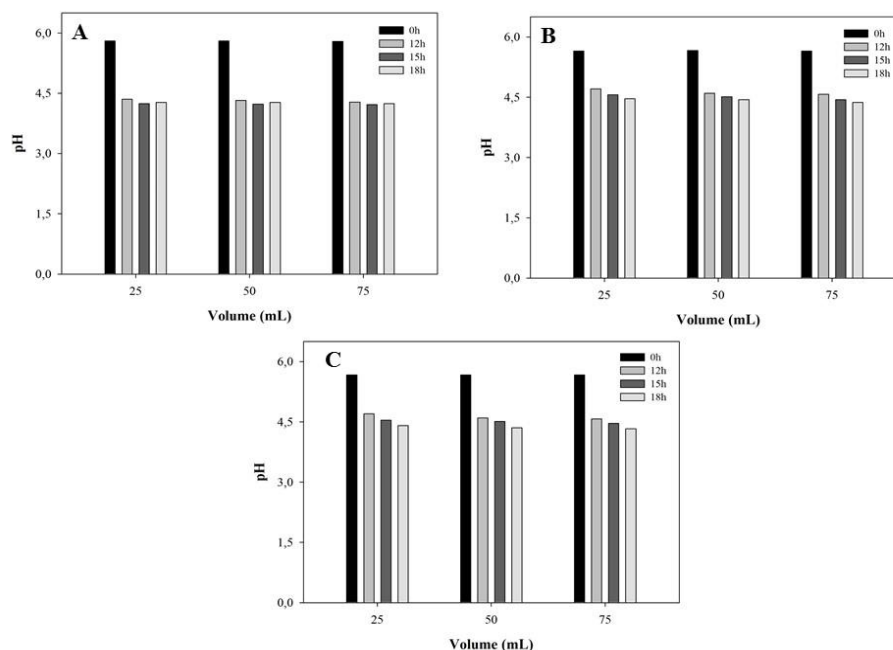 A
0h
12h
15h
18h
6,0
4,5
3,0
1,5
0,0
pH
25 50 75
Volume (mL)
B
0h
12h
15h
18h
6,0
4,5
3,0
1,5
0,0
pH
25 50 75
Volume (mL)
C
0h
12h
15h
18h
6,0
4,5
3,0
1,5
0,0
pH
25 50 75
Volume (mL)